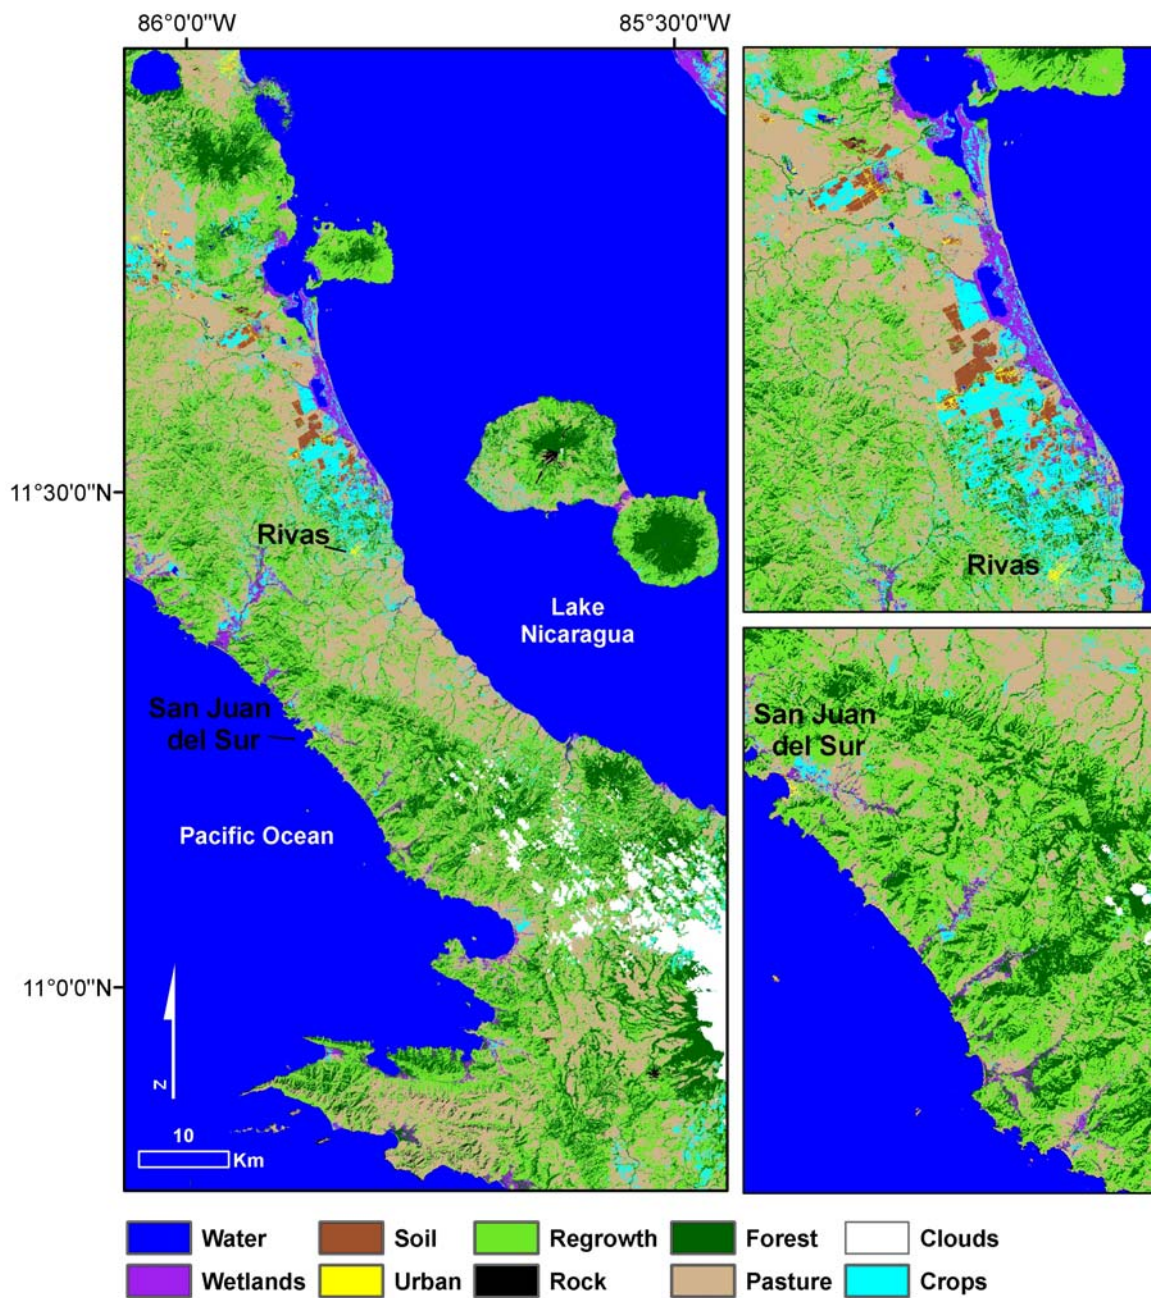 86°0'0"W 85°30'0"W
11°30'0"N
Rivas
Lake
Nicaragua
San Juan
del Sur
Pacific Ocean
11°0'0"N
N
10
Km
Rivas
San Juan
del Sur
Water Soil Regrowth Forest Clouds
Wetlands Urban Rock Pasture Crops